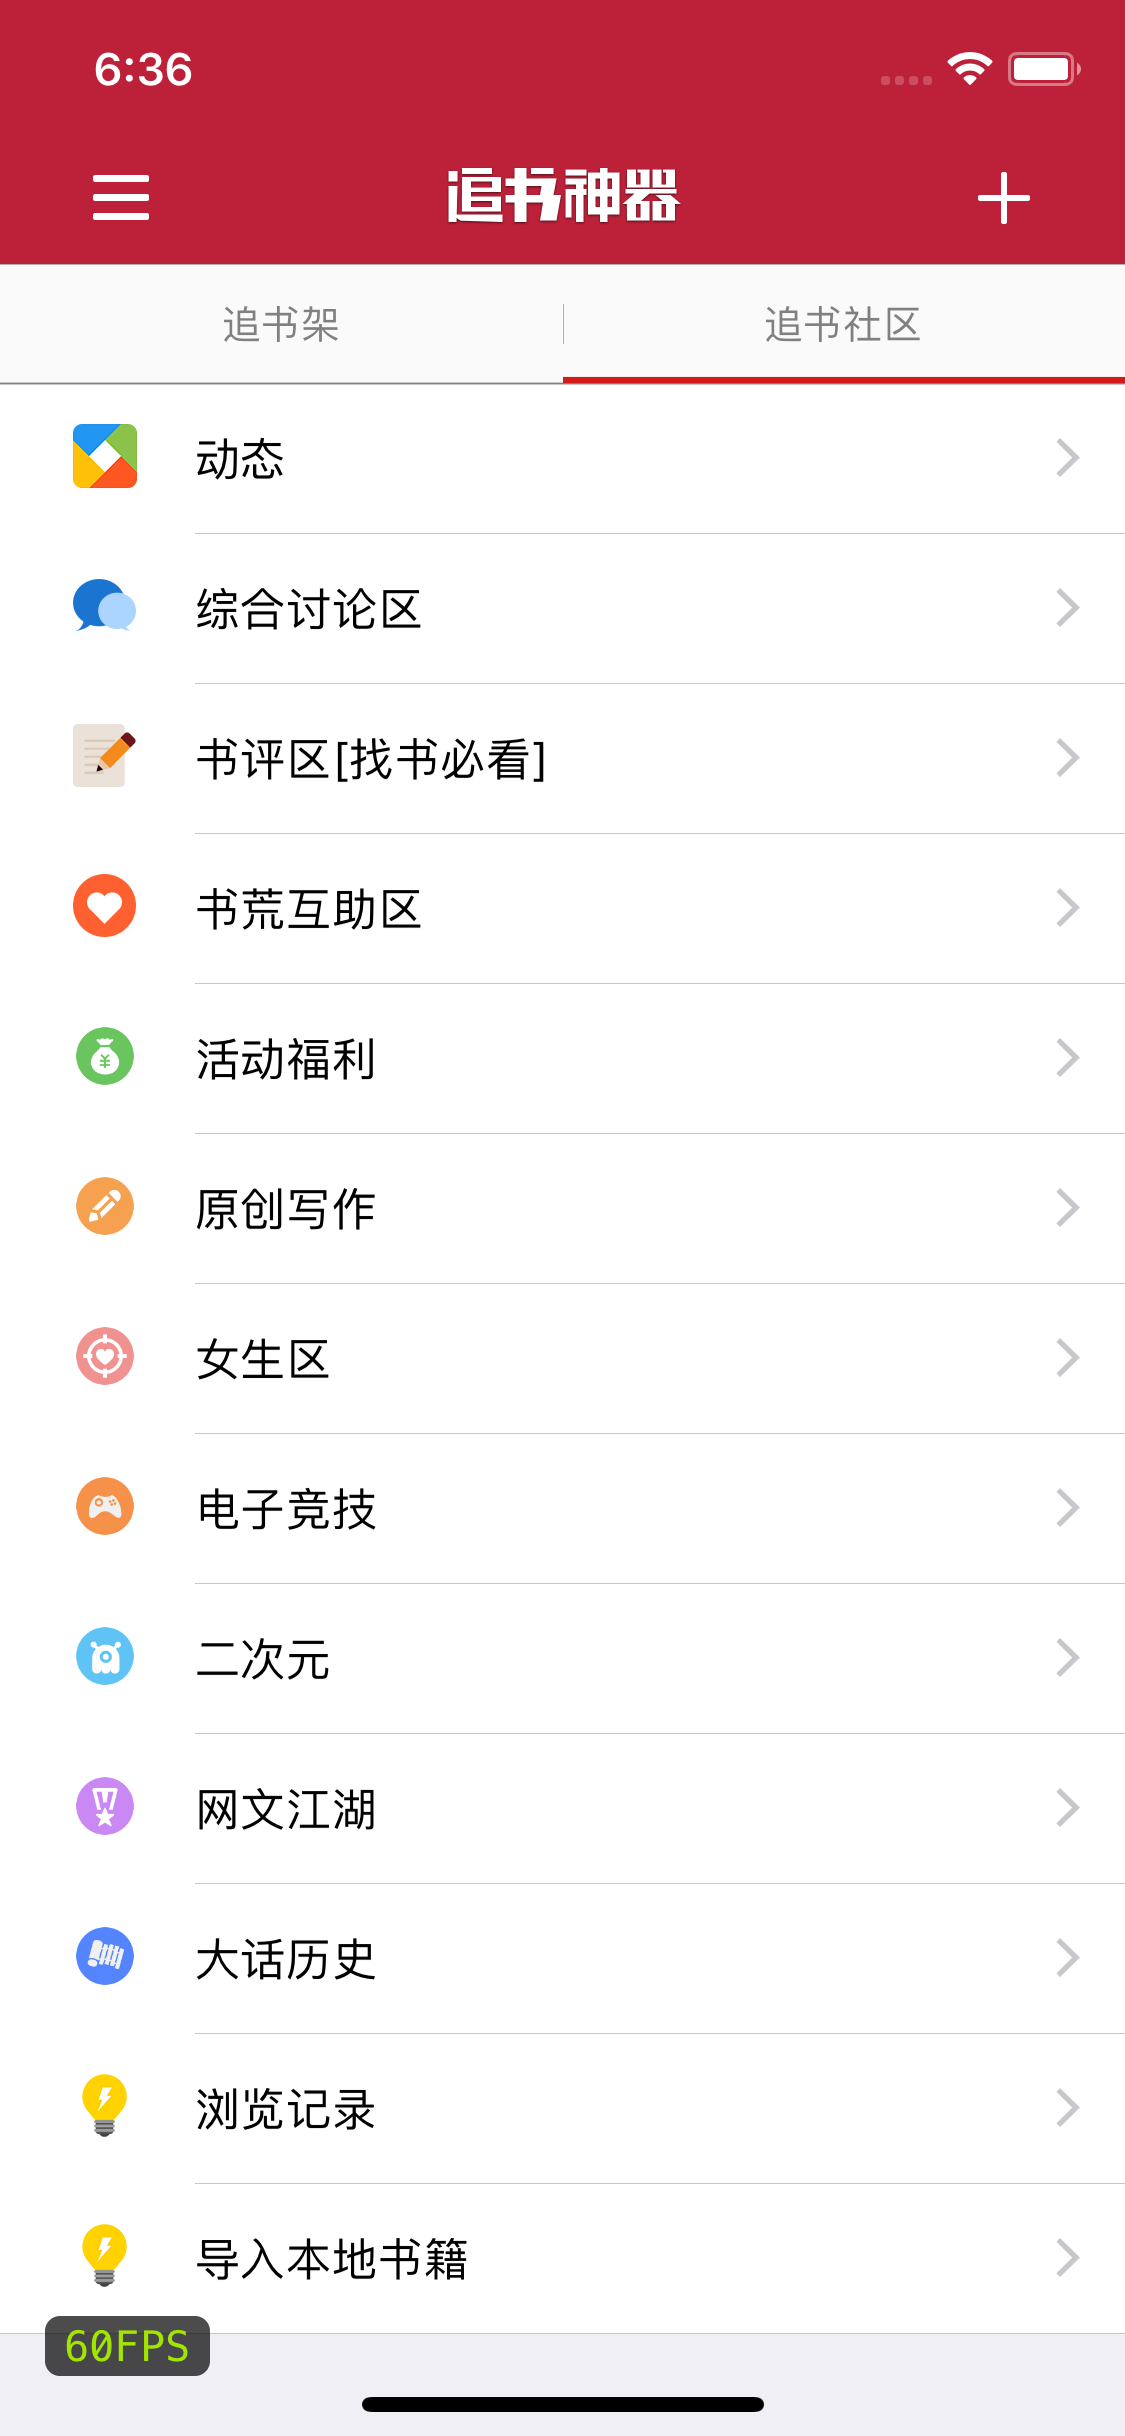 6:36
追书神器
追书架
追书社区
动态
综合讨论区
书评区[找书必看]
书荒互助区
活动福利
原创写作
女生区
电子竞技
二次元
网文江湖
大话历史
浏览记录
导入本地书籍
60FPS